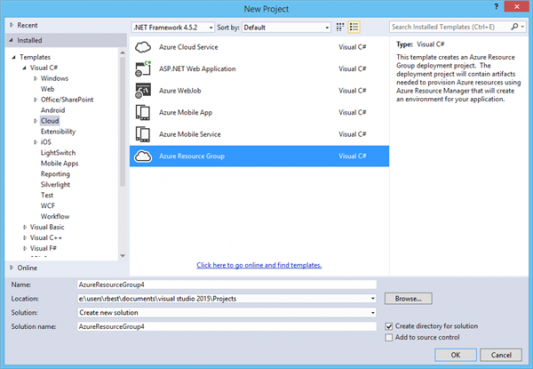 New Project
Recent
.NET Framework 4.5.2
Sort by:
Default
Search Installed Templates (Ctrl+E)
Installed
Templates
Visual C#
Windows
Web
Office/SharePoint
Android
Cloud
Extensibility
iOS
LightSwitch
Mobile Apps
Reporting
Silverlight
Test
WCF
Workflow
Visual Basic
Visual C++
Visual F#
Online
Azure Cloud Service Visual C#
ASP.NET Web Application Visual C#
Azure WebJob Visual C#
Azure Mobile App Visual C#
Azure Mobile Service Visual C#
Azure Resource Group Visual C#
Click here to go online and find templates.
Type: Visual C#
This template creates an Azure Resource
Group deployment project. The
deployment project will contain artifacts
needed to provision Azure resources using
Azure Resource Manager that will create
an environment for your application.
Name: AzureResourceGroup4
Location: e:\users\rbest\documents\visual studio 2015\Projects
Browse...
Solution: Create new solution
Solution name: AzureResourceGroup4
Create directory for solution
Add to source control
OK
Cancel